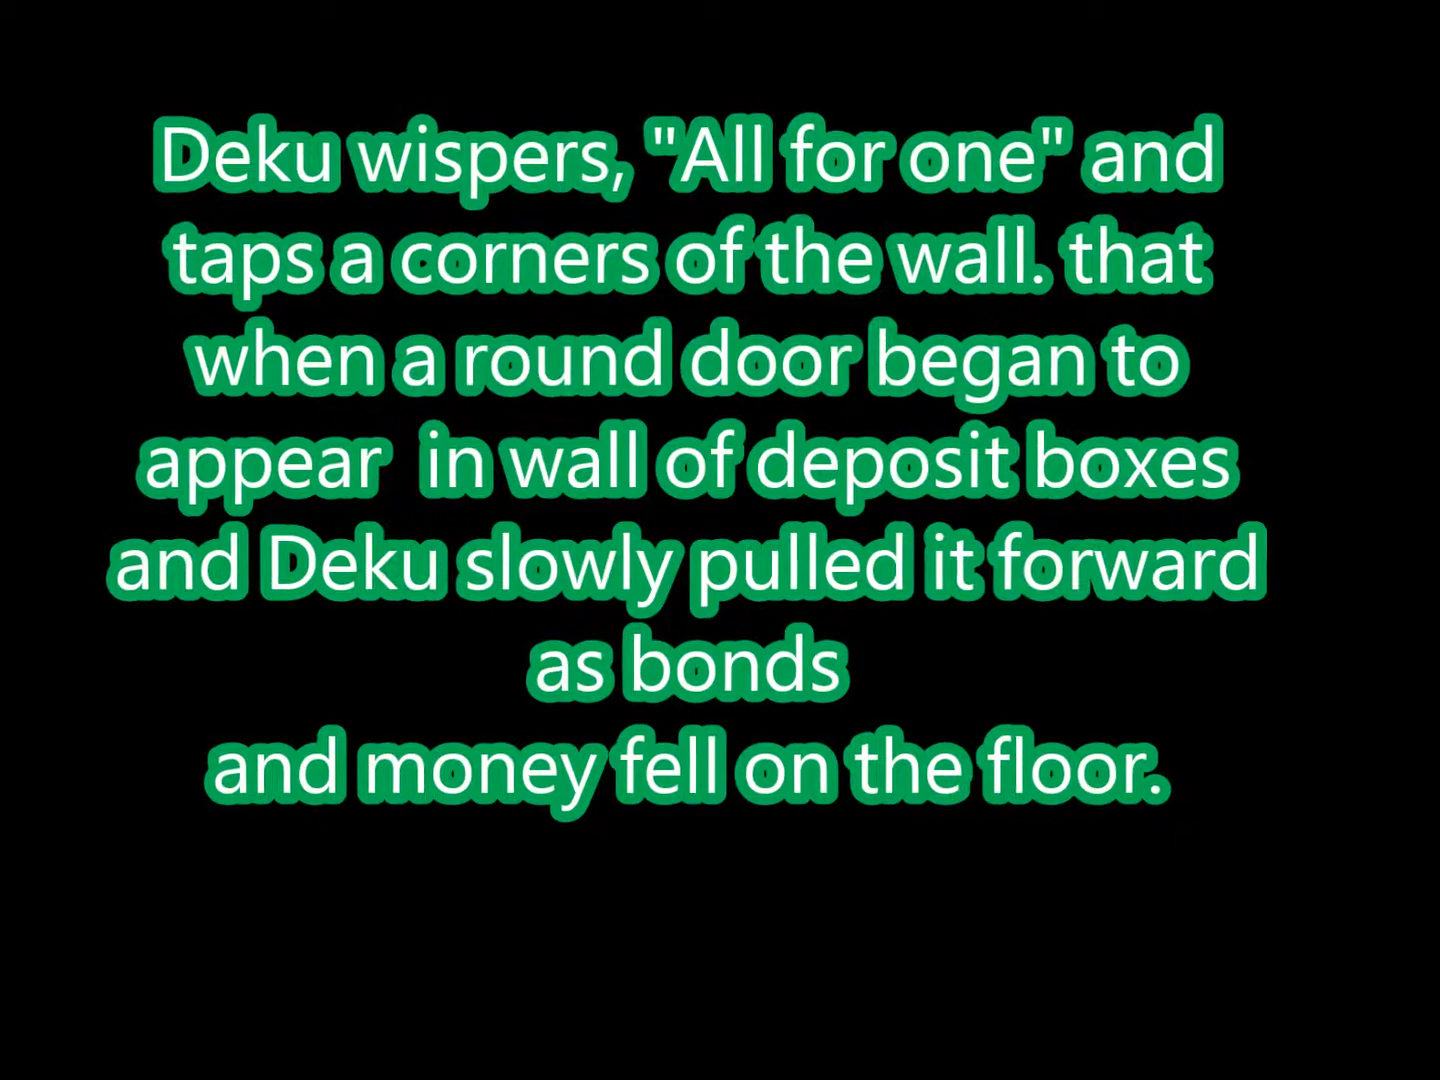 Deku wispers, "All for one" and
taps a corners of the wall. that
when a round door began to
appear  in wall of deposit boxes
and Deku slowly pulled it forward
as bonds
and money fell on the floor.